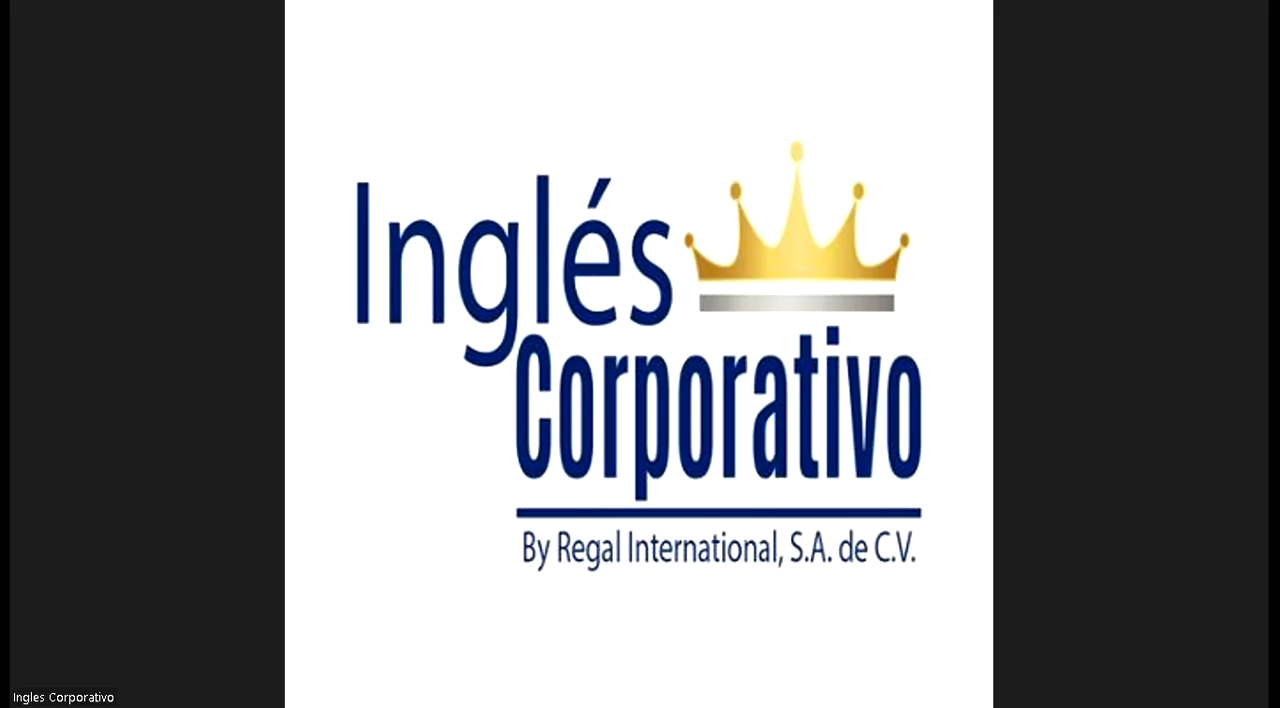 Inglés
Corporativo
By Regal International, S.A. de C.V.
Ingles Corporativo